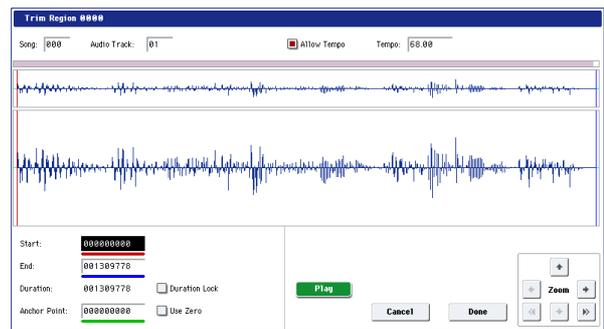 Trim Region 0000
Song: 000 Audio Track: 01 Allow Tempo Tempo: 68.00
Start: 000000000
End: 001309778
Duration: 001309778 Duration Lock
Anchor Point: 000000000 Use Zero
Play
Zoom
Cancel Done